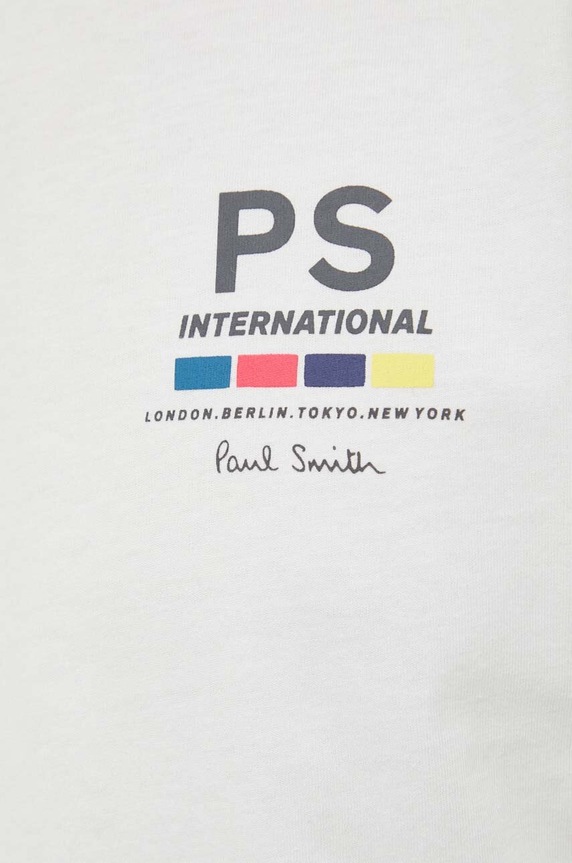 PS
INTERNATIONAL
LONDON.BERLIN.TOKYO.NEW YORK
Paul Smith